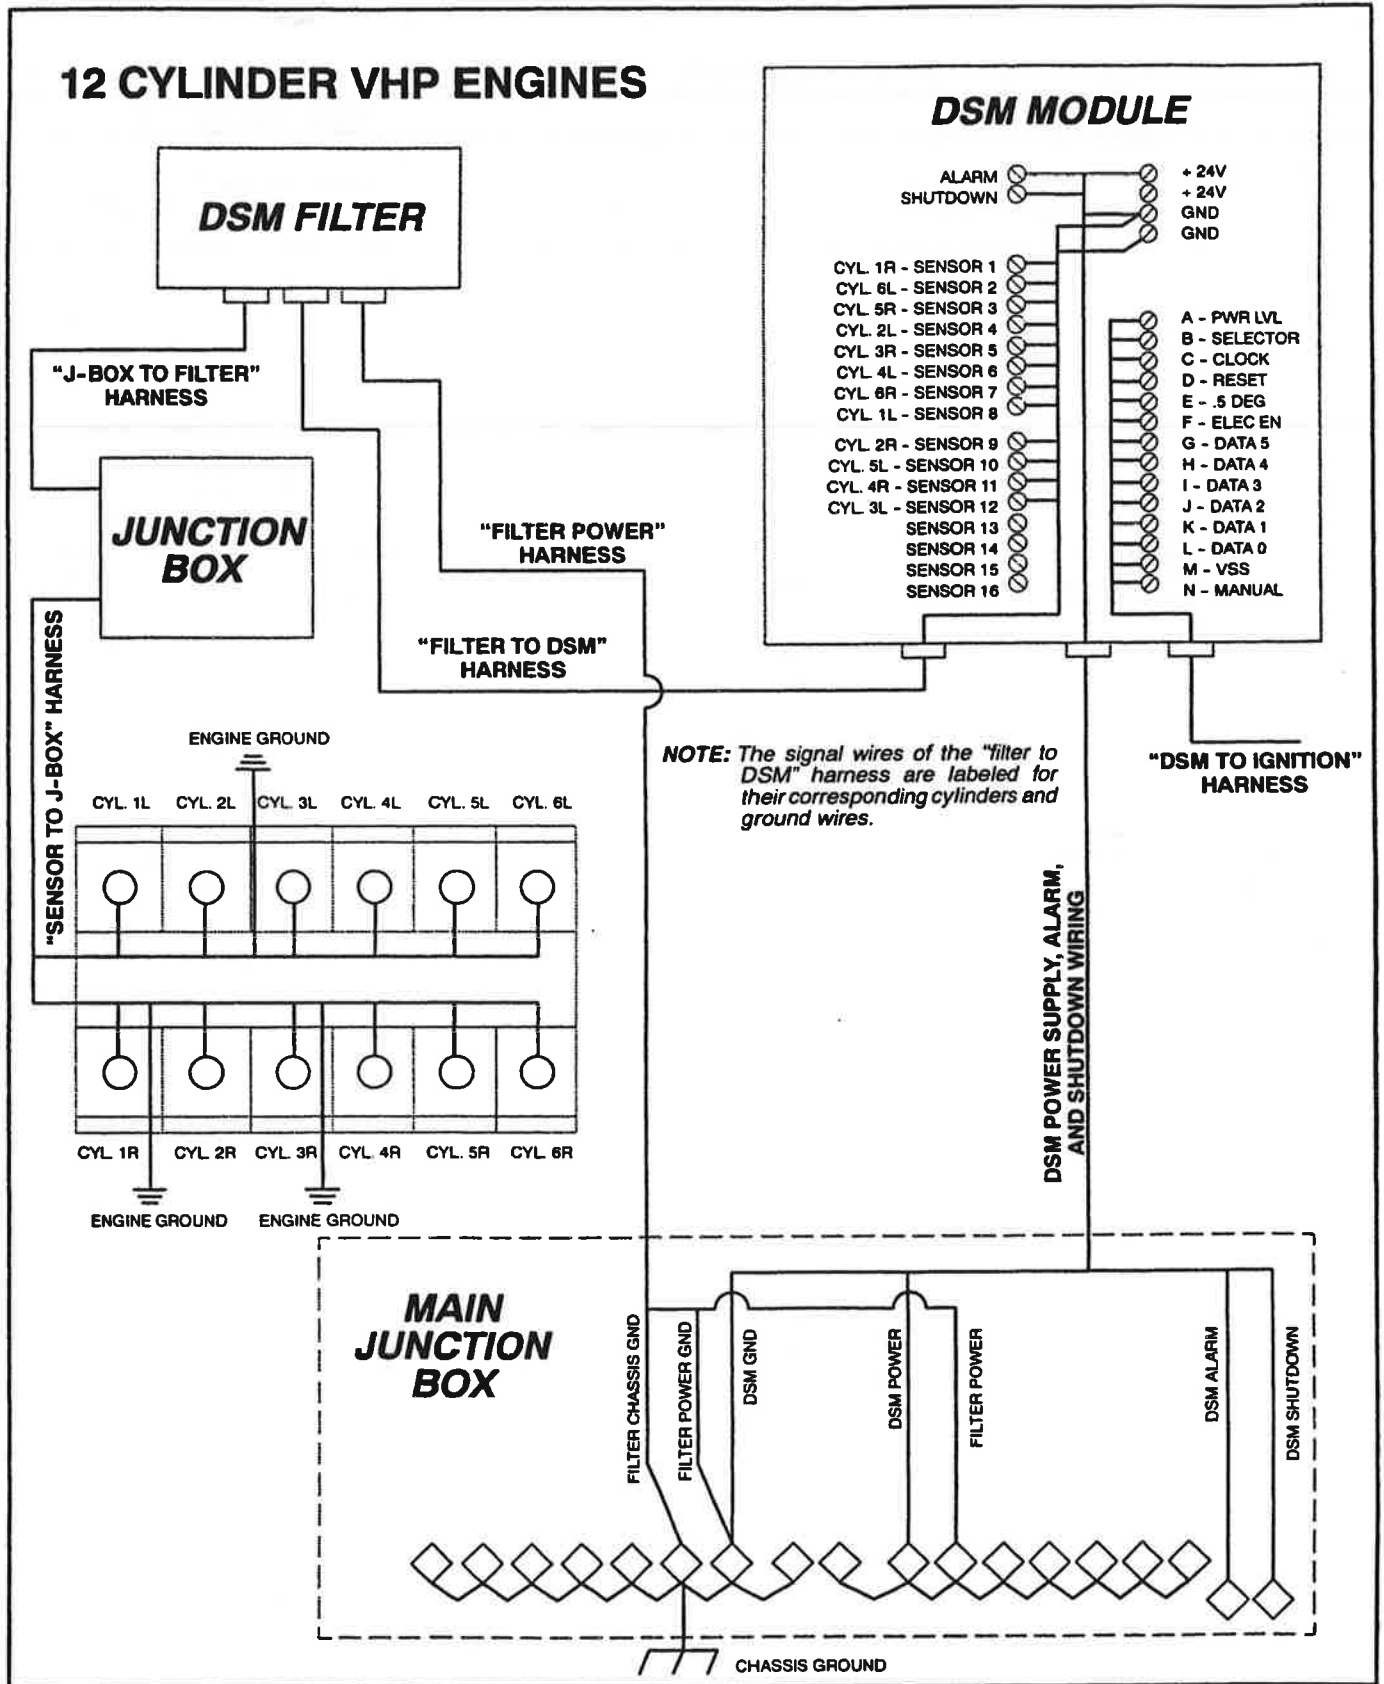 12 CYLINDER VHP ENGINES
DSM MODULE
DSM FILTER
ALARM
SHUTDOWN
+ 24V
+ 24V
GND
GND
CYL. 1R - SENSOR 1
CYL 6L - SENSOR 2
CYL 5R - SENSOR 3
CYL. 2L - SENSOR 4
CYL. 3R - SENSOR 5
CYL. 4L - SENSOR 6
CYL 6R - SENSOR 7
CYL 1L - SENSOR 8
CYL 2R - SENSOR 9
CYL. 5L - SENSOR 10
CYL. 4R - SENSOR 11
CYL. 3L - SENSOR 12
SENSOR 13
SENSOR 14
SENSOR 15
SENSOR 16
A - PWR LVL
B - SELECTOR
C - CLOCK
D - RESET
E - .5 DEG
F - ELEC EN
G - DATA 5
H - DATA 4
I - DATA 3
J - DATA 2
K - DATA 1
L - DATA 0
M - VSS
N - MANUAL
"J-BOX TO FILTER"
HARNESS
JUNCTION
BOX
"FILTER POWER"
HARNESS
"FILTER TO DSM"
HARNESS
"SENSOR TO J-BOX" HARNESS
NOTE: The signal wires of the "filter to
DSM" harness are labeled for
their corresponding cylinders and
ground wires.
"DSM TO IGNITION"
HARNESS
ENGINE GROUND
CYL. 1L CYL. 2L CYL. 3L CYL. 4L CYL. 5L CYL. 6L
CYL 1R CYL 2R CYL. 3R CYL. 4R CYL. 5R CYL 6R
ENGINE GROUND ENGINE GROUND
DSM POWER SUPPLY, ALARM,
AND SHUTDOWN WIRING
MAIN
JUNCTION
BOX
FILTER CHASSIS GND
FILTER POWER GND
DSM GND
DSM POWER
FILTER POWER
DSM ALARM
DSM SHUTDOWN
CHASSIS GROUND